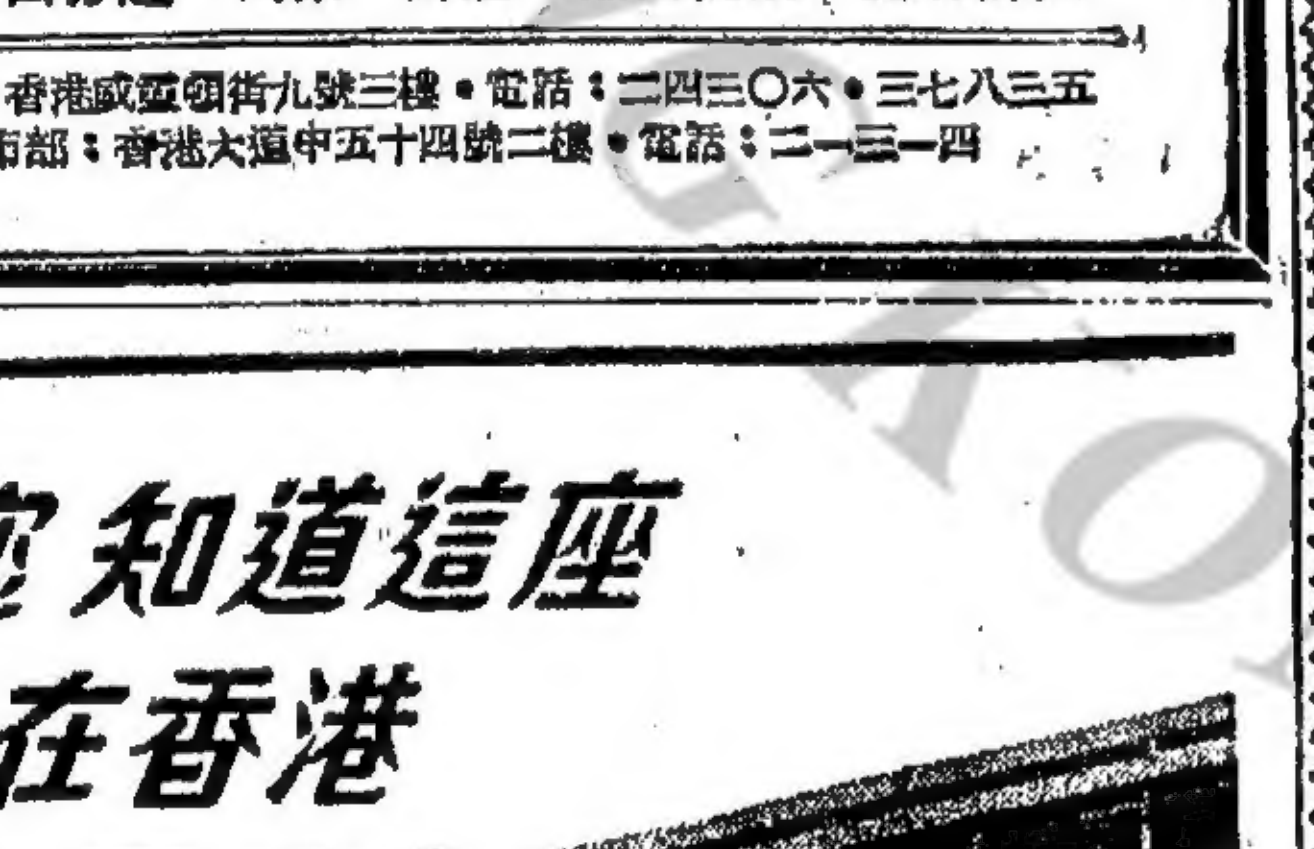 香港威靈頓街九號三樓•電話：二四三〇六•三七八三五
部：香港大道中五十四號二樓•電話：二一三一四
知道這座
在香港